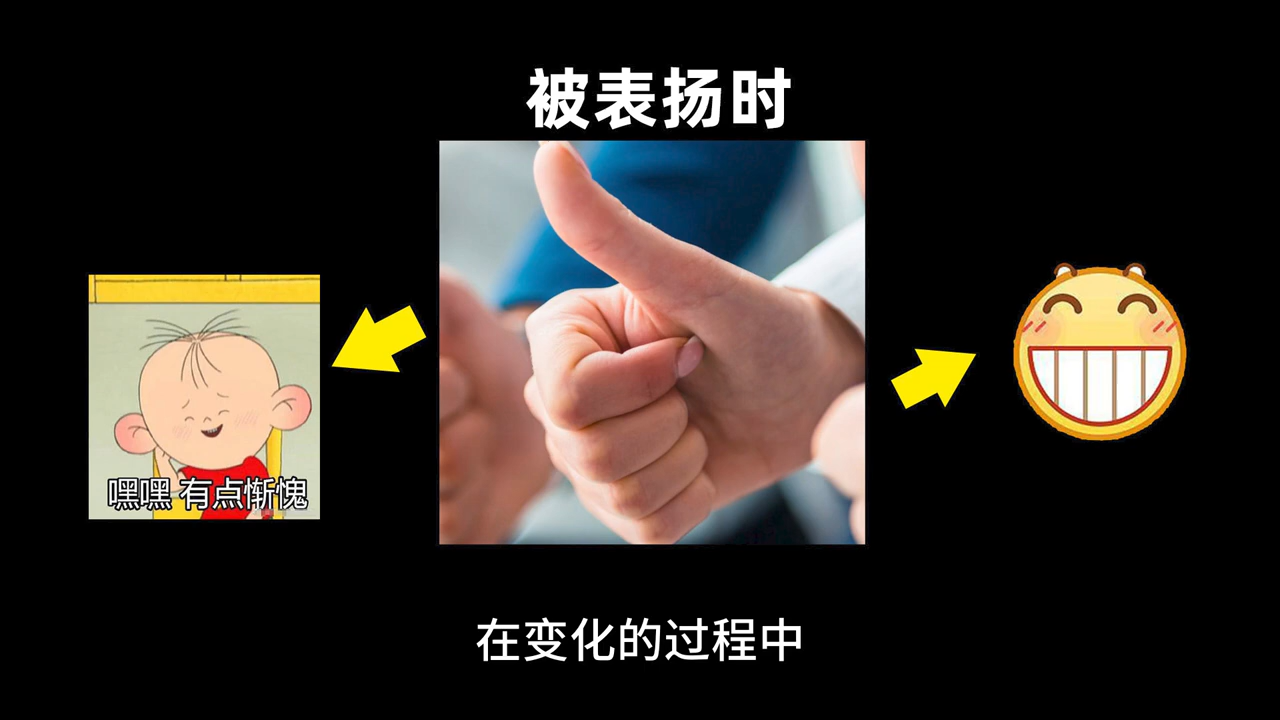 被表扬时
嘿嘿 有点惭愧
在变化的过程中